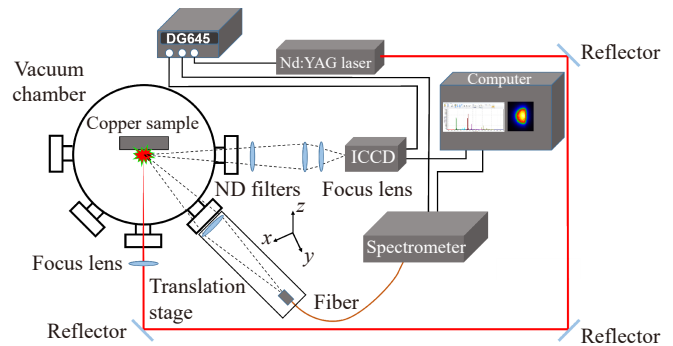 DG645
Nd:YAG laser
Reflector
Vacuum
chamber
Computer
Copper sample
ICCD
ND filters
Focus lens
z
x
y
Spectrometer
Focus lens
Translation
stage
Fiber
Reflector
Reflector